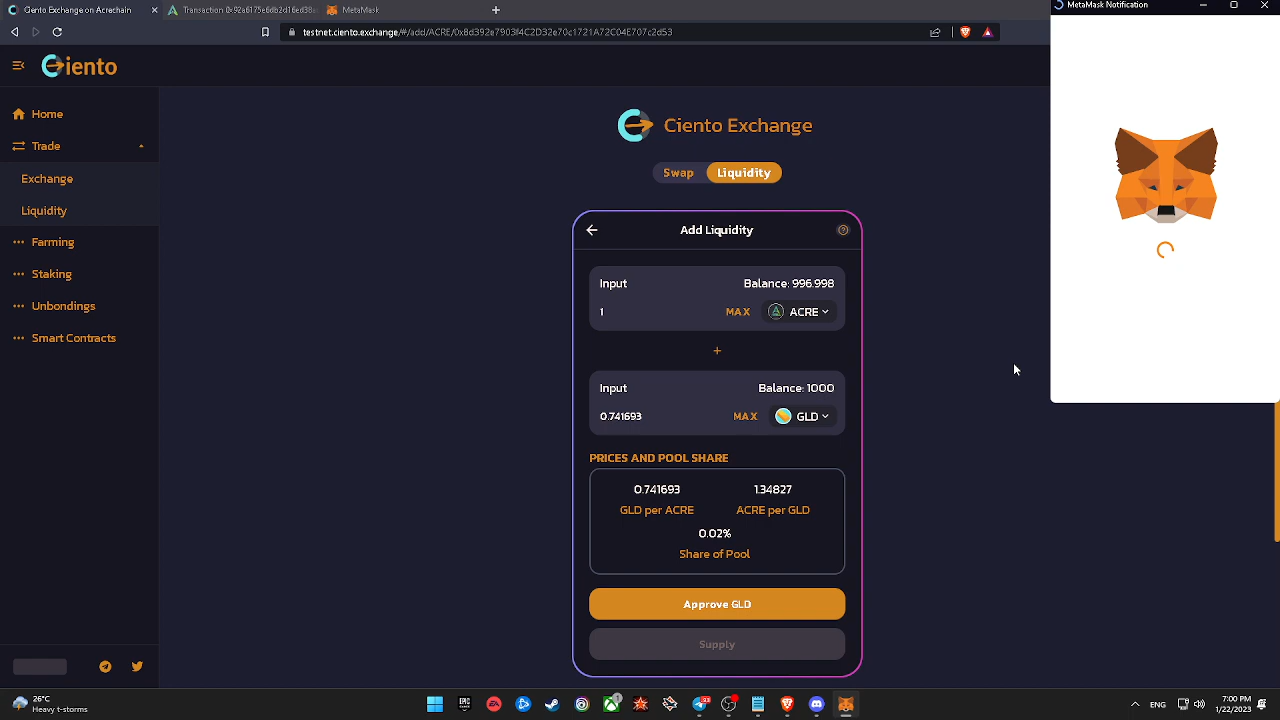 Ciento Exchange on Acrechain
Transaction 0x92a6175e6db2d16cd38a
MetaMask
MetaMask Notification
testnet.ciento.exchange/#/add/ACRE/0x8d392e7903f4C2D32e70c1721A72C04E707c2d53
Ciento
Home
Trade
Exchange
Liquidity
Farming
Staking
Unbondings
Smart Contracts
Ciento Exchange
Swap Liquidity
Add Liquidity
Input Balance: 996.998
1 MAX ACRE
+
Input Balance: 1000
0.741693 MAX GLD
PRICES AND POOL SHARE
0.741693 1.34827
GLD per ACRE ACRE per GLD
0.02%
Share of Pool
Approve GLD
Supply
26°C
Heavy t-storms
ENG
7:00 PM
1/22/2023